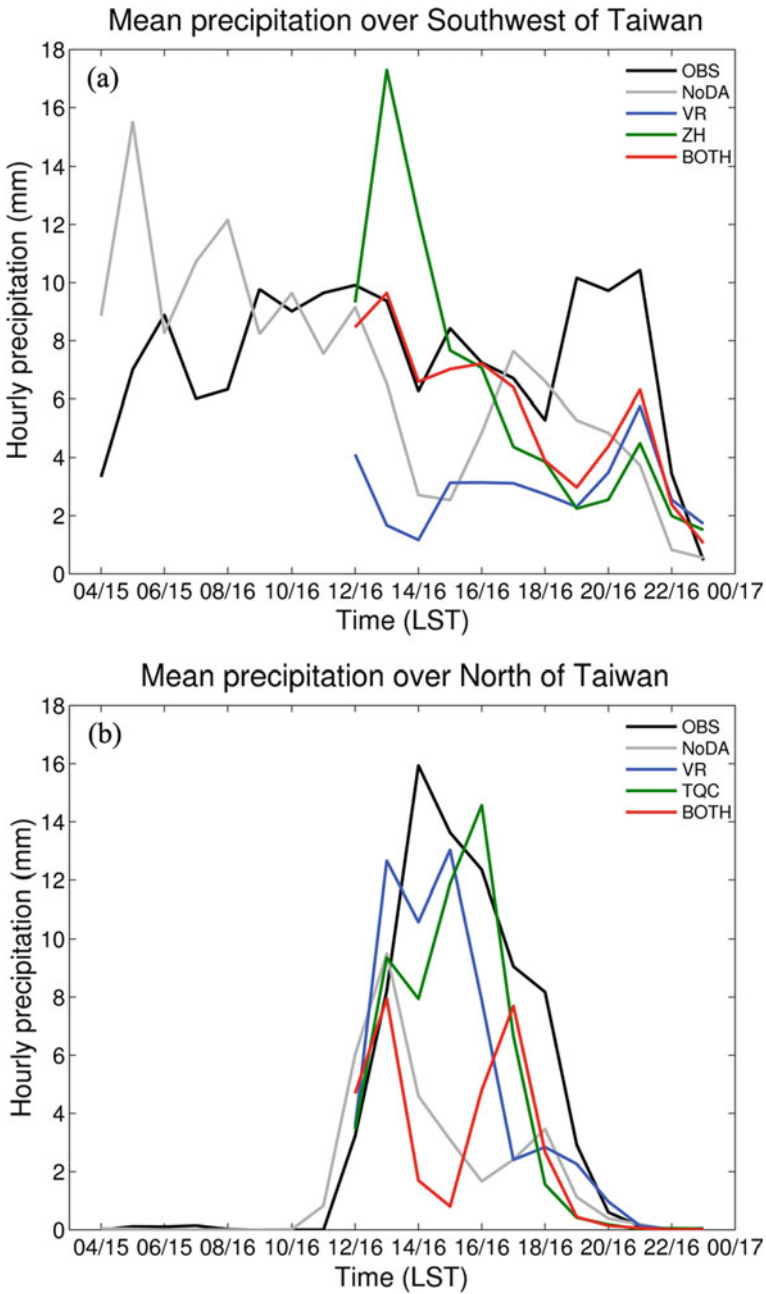 Mean precipitation over Southwest of Taiwan
(a)
OBS
NoDA
VR
ZH
BOTH
Hourly precipitation (mm)
18
16
14
12
10
8
6
4
2
0
04/15 06/15 08/16 10/16 12/16 14/16 16/16 18/16 20/16 22/16 00/17
Time (LST)
Mean precipitation over North of Taiwan
(b)
OBS
NoDA
VR
TQC
BOTH
Hourly precipitation (mm)
18
16
14
12
10
8
6
4
2
0
04/15 06/15 08/16 10/16 12/16 14/16 16/16 18/16 20/16 22/16 00/17
Time (LST)